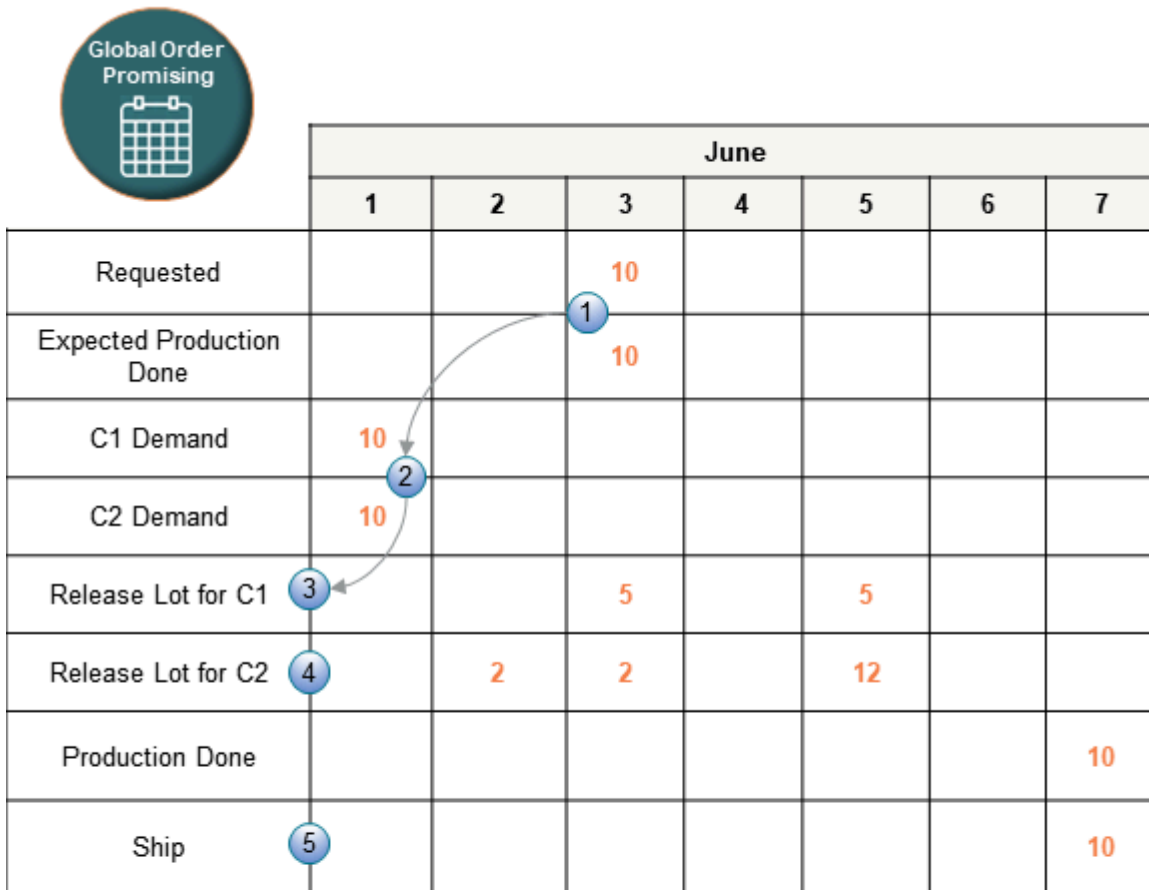 Global Order
Promising
June
1 2 3 4 5 6 7
Requested 10
1
Expected Production
Done 10
C1 Demand 10
2
C2 Demand 10
Release Lot for C1 3 5 5
Release Lot for C2 4 2 2 12
Production Done 10
Ship 5 10